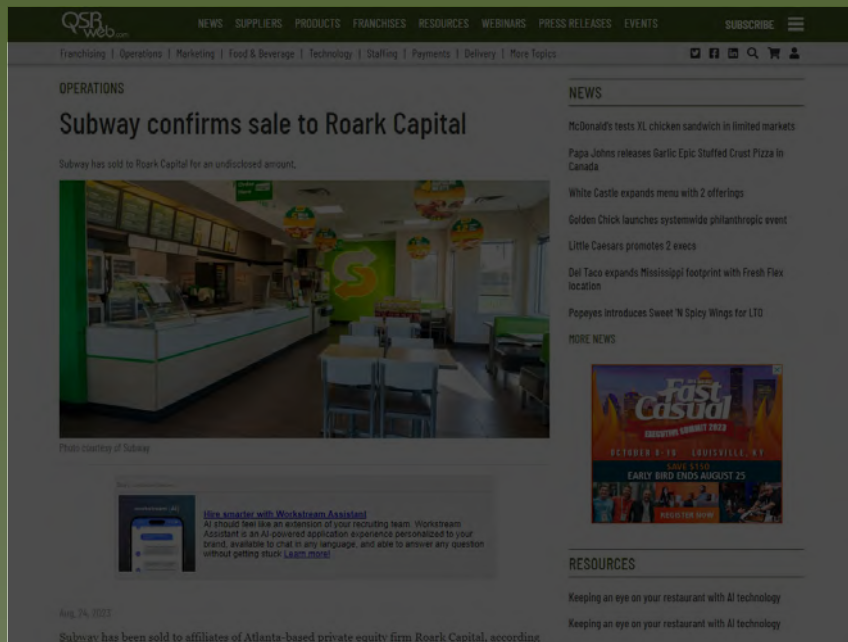 QSR
web.com
NEWS SUPPLIERS PRODUCTS FRANCHISES RESOURCES WEBINARS PRESS RELEASES EVENTS
SUBSCRIBE
Franchising | Operations | Marketing | Food & Beverage | Technology | Staffing | Payments | Delivery | More Topics
OPERATIONS
Subway confirms sale to Roark Capital
Subway has sold to Roark Capital for an undisclosed amount.
Photo courtesy of Subway
Hire smarter with Workstream Assistant
AI should feel like an extension of your recruiting team. Workstream
Assistant is an AI-powered application experience personalized to your
brand, available to chat in any language, and able to answer any question
without getting stuck Learn more!
Aug. 24, 2023
Subway has been sold to affiliates of Atlanta-based private equity firm Roark Capital, according
NEWS
McDonald's tests XL chicken sandwich in limited markets
Papa Johns releases Garlic Epic Stuffed Crust Pizza in
Canada
White Castle expands menu with 2 offerings
Golden Chick launches systemwide philanthropic event
Little Caesars promotes 2 execs
Del Taco expands Mississippi footprint with Fresh Flex
location
Popeyes introduces Sweet 'N Spicy Wings for LTO
MORE NEWS
Fast
Casual
EXECUTIVE SUMMIT 2023
OCTOBER 8-10 LOUISVILLE, KY
SAVE $150
EARLY BIRD ENDS AUGUST 25
REGISTER NOW
RESOURCES
Keeping an eye on your restaurant with AI technology
Keeping an eye on your restaurant with AI technology